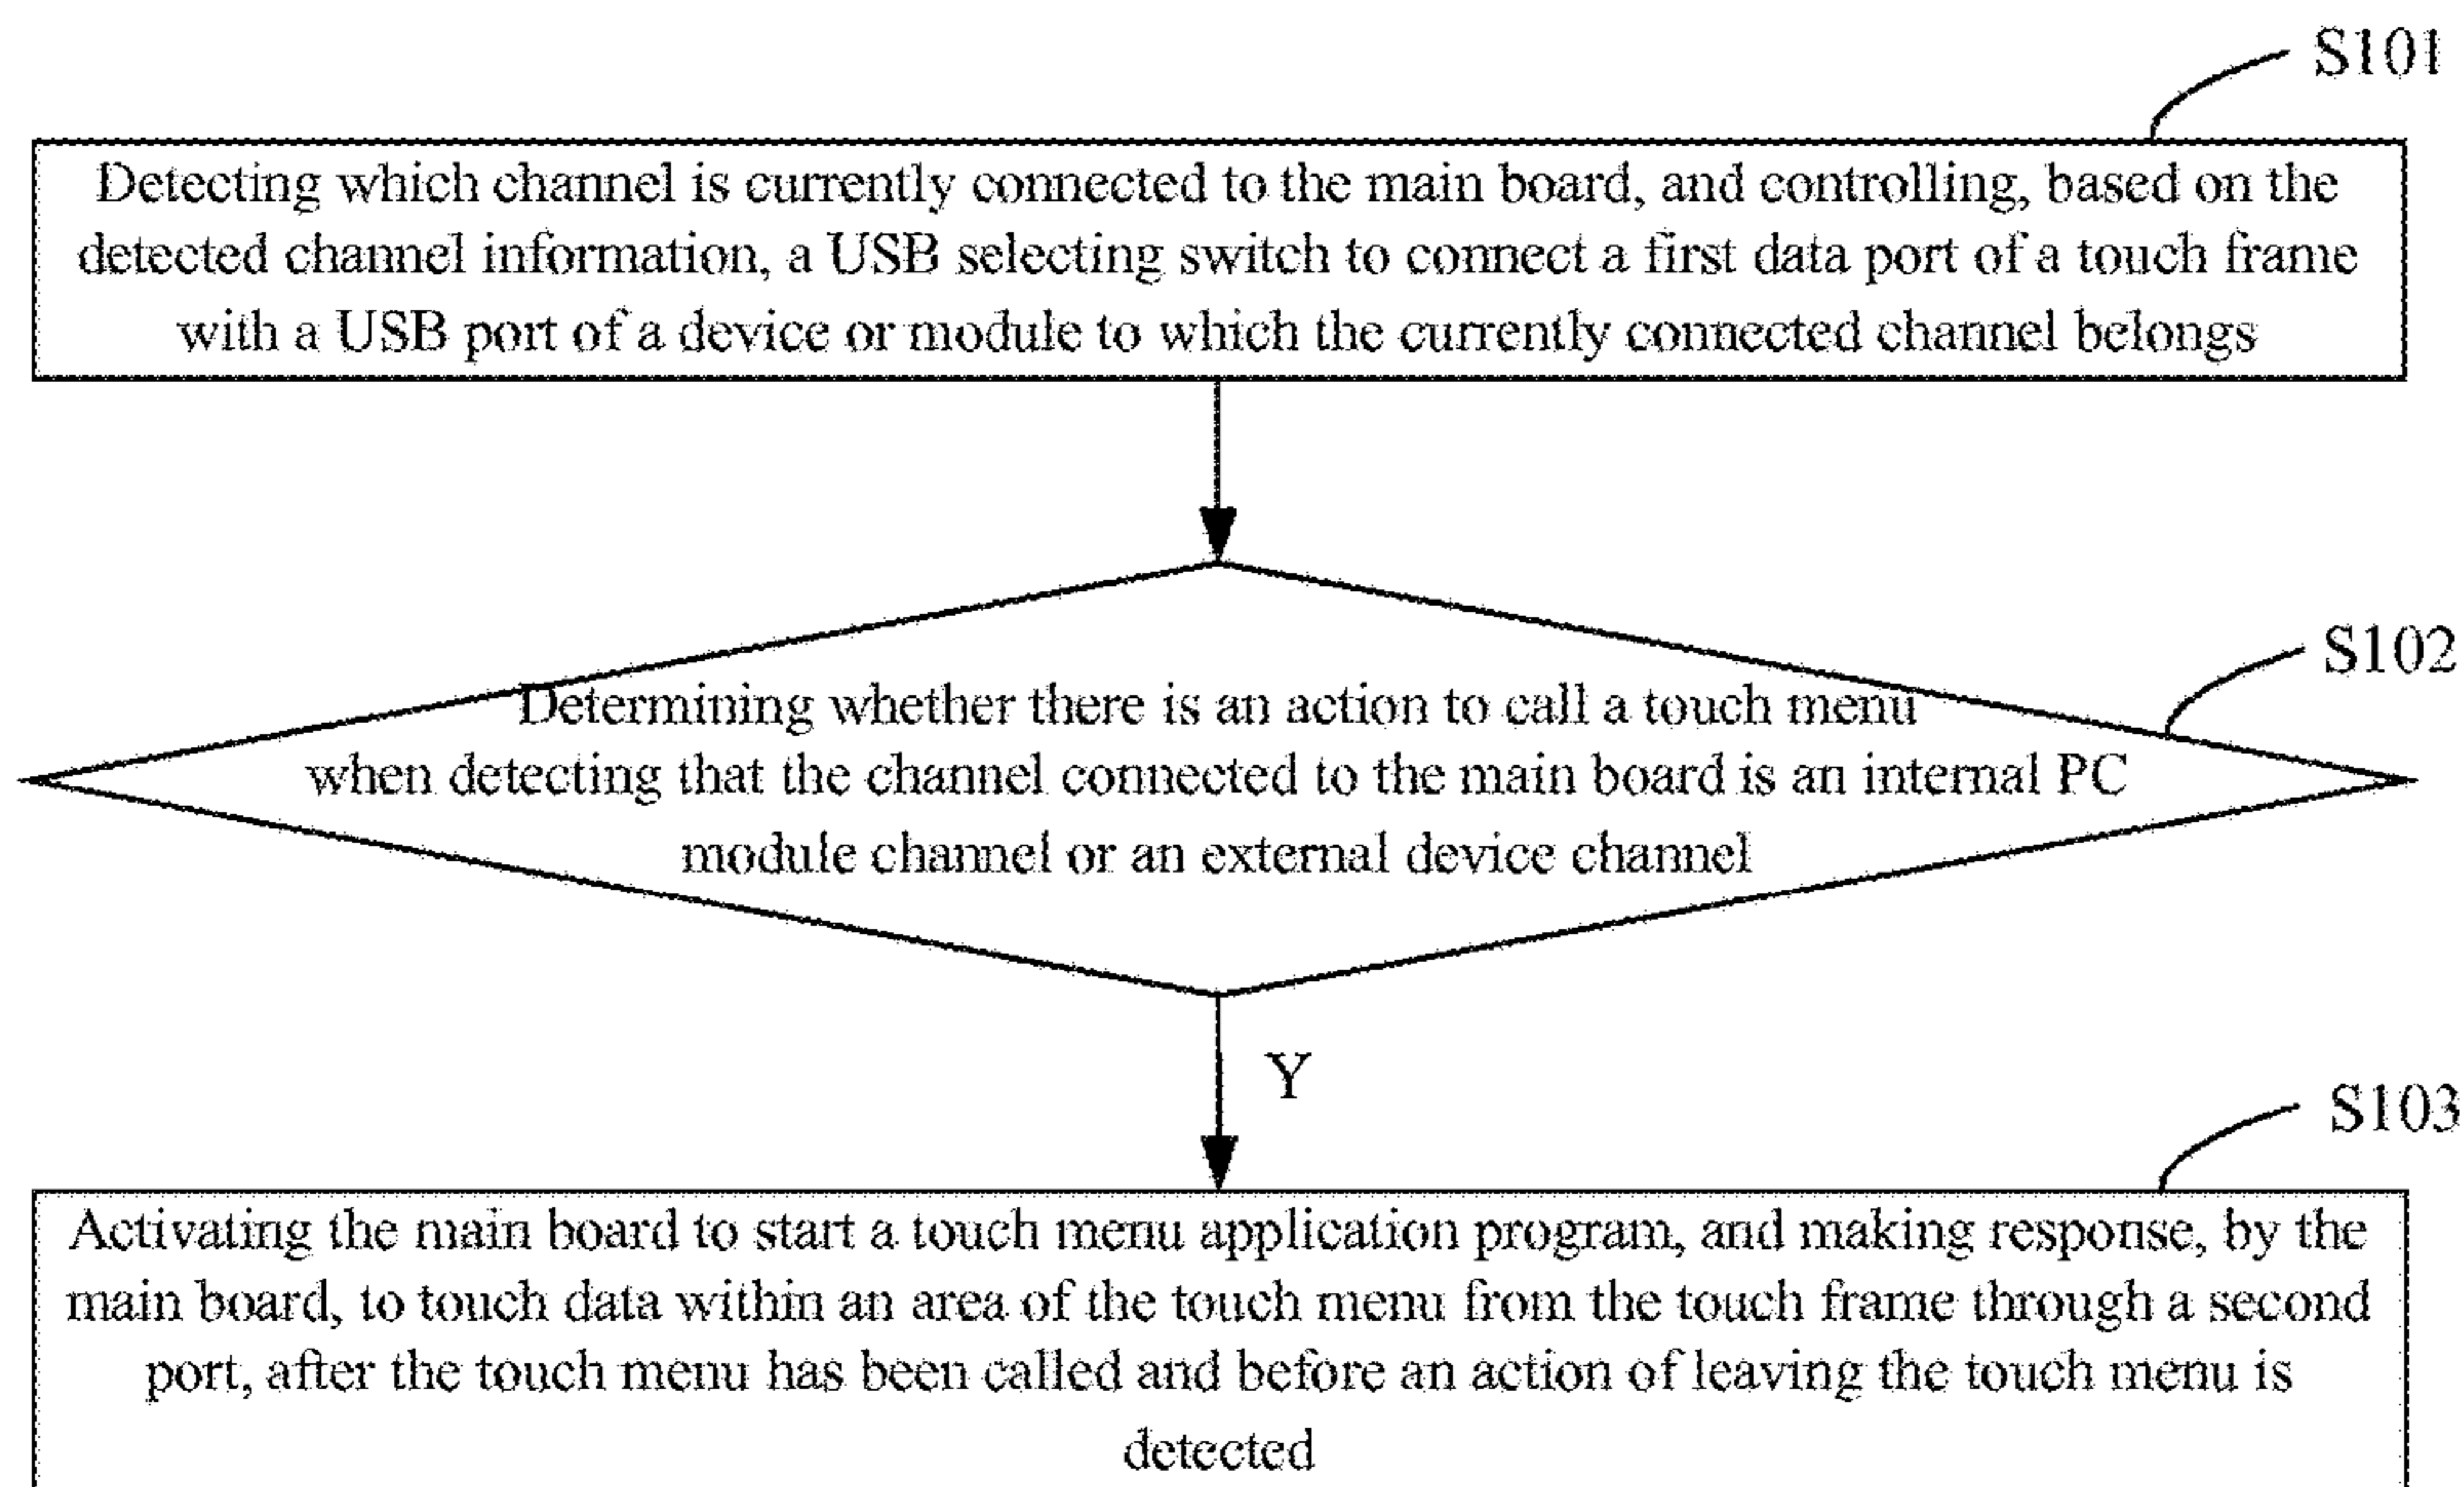 S101
Detecting which channel is currently connected to the main board, and controlling, based on the
detected channel information, a USB selecting switch to connect a first data port of a touch frame
with a USB port of a device or module to which the currently connected channel belongs
S102
Determining whether there is an action to call a touch menu
when detecting that the channel connected to the main board is an internal PC
module channel or an external device channel
Y
S103
Activating the main board to start a touch menu application program, and making response, by the
main board, to touch data within an area of the touch menu from the touch frame through a second
port, after the touch menu has been called and before an action of leaving the touch menu is
detected